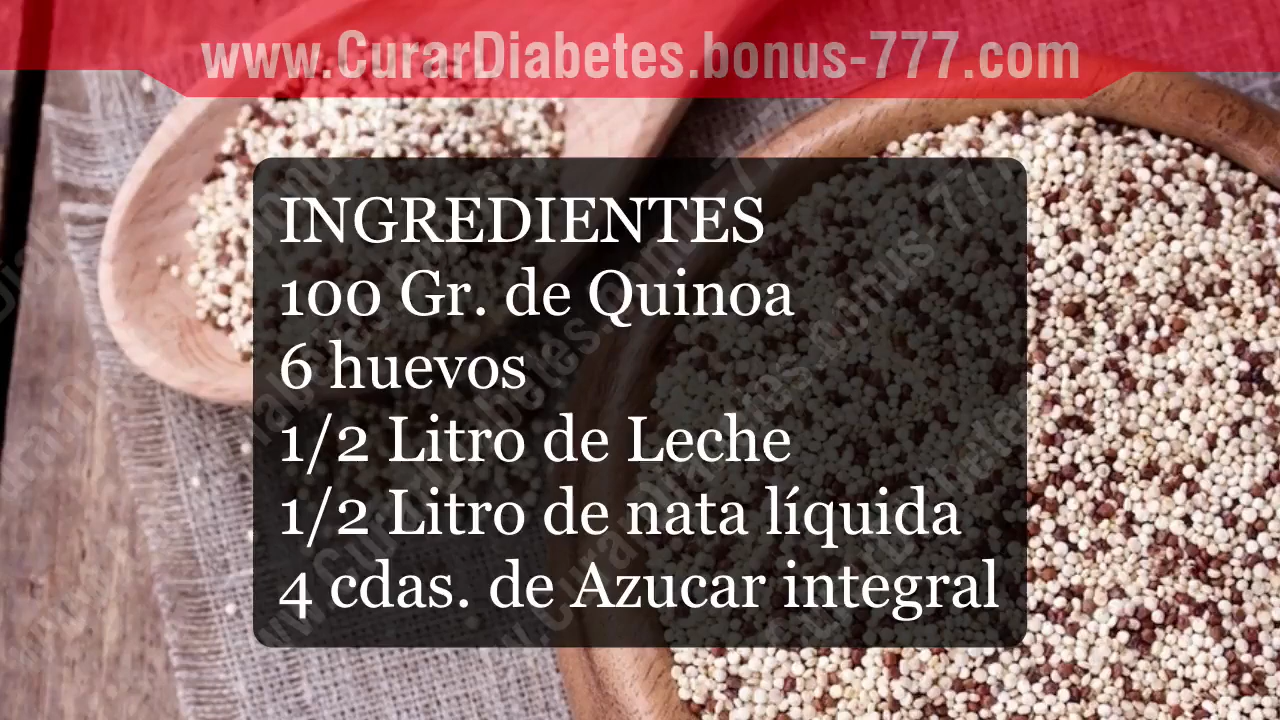 www.CurarDiabetes.bonus-777.com
INGREDIENTES
100 Gr. de Quinoa
6 huevos
1/2 Litro de Leche
1/2 Litro de nata líquida
4 cdas. de Azucar integral